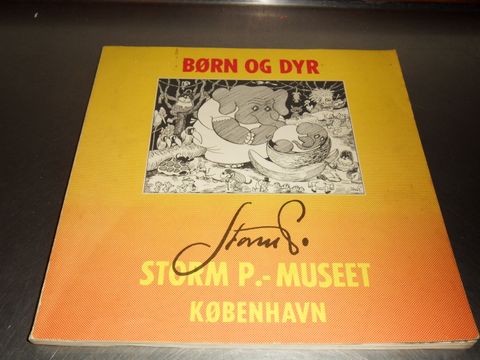 BØRN OG DYR
Storm P.
STORM P.-MUSEET
KØBENHAVN